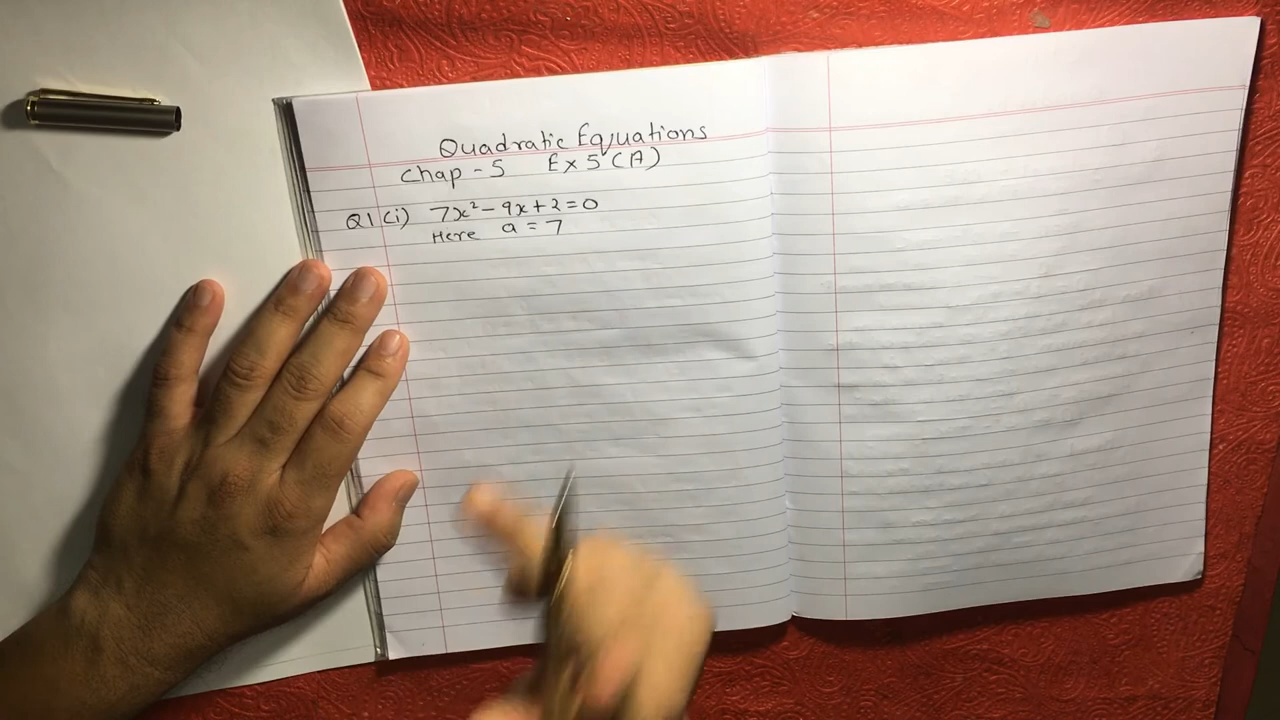 Quadratic Equations
Chap - 5 Ex 5 (A)
Q1 (i) 7x² - 9x + 2 = 0
Here a = 7